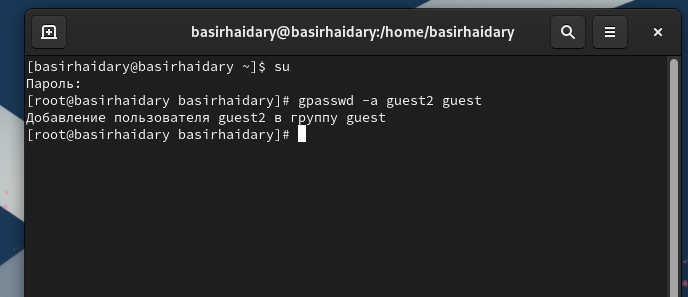 basirhaidary@basirhaidary:/home/basirhaidary
[basirhaidary@basirhaidary ~]$ su
Пароль:
[root@basirhaidary basirhaidary]# gpasswd -a guest2 guest
Добавление пользователя guest2 в группу guest
[root@basirhaidary basirhaidary]#